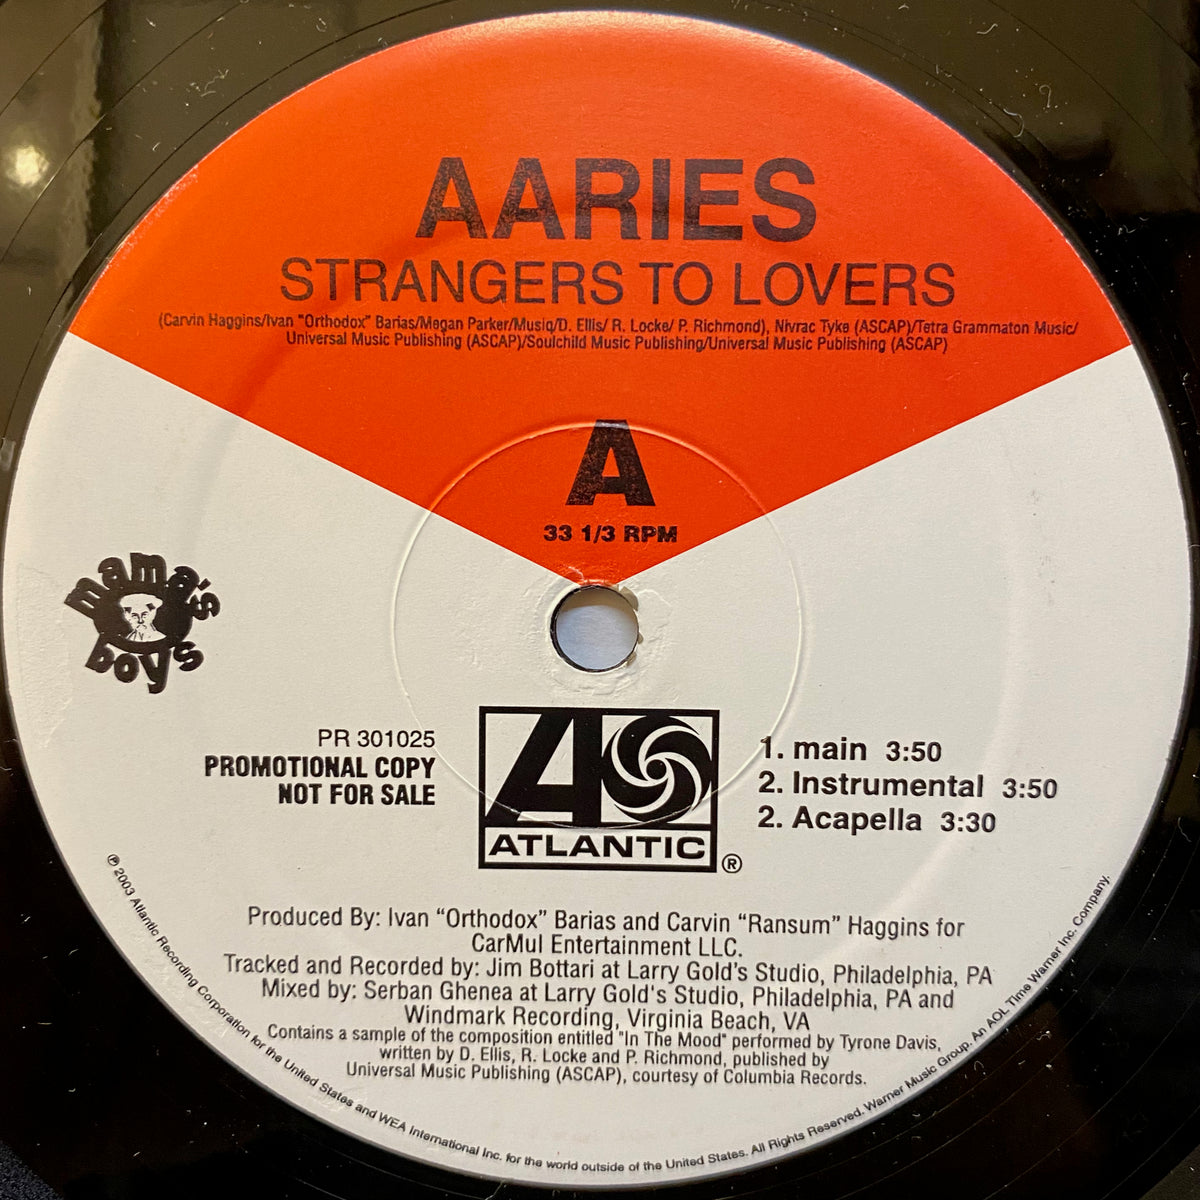 AARIES
STRANGERS TO LOVERS
(Carvin Haggins/Ivan "Orthodox" Barias/Megan Parker/Musiq/D. Ellis/ R. Locke/ P. Richmond), Nivrac Tyke (ASCAP)/Tetra Grammaton Music/
Universal Music Publishing (ASCAP)/Soulchild Music Publishing/Universal Music Publishing (ASCAP)
A
33 1/3 RPM
mama's
boys
PR 301025
PROMOTIONAL COPY
NOT FOR SALE
ATLANTIC®
1. main 3:50
2. Instrumental 3:50
2. Acapella 3:30
Produced By: Ivan “Orthodox” Barias and Carvin “Ransum” Haggins for
CarMul Entertainment LLC.
Tracked and Recorded by: Jim Bottari at Larry Gold's Studio, Philadelphia, PA
Mixed by: Serban Ghenea at Larry Gold's Studio, Philadelphia, PA and
Windmark Recording, Virginia Beach, VA
Contains a sample of the composition entitled "In The Mood" performed by Tyrone Davis,
written by D. Ellis, R. Locke and P. Richmond, published by
Universal Music Publishing (ASCAP), courtesy of Columbia Records.
℗ 2003 Atlantic Recording Corporation for the United States and WEA International Inc. for the world outside of the United States. All Rights Reserved. Warner Music Group. An AOL Time Warner Inc. Company.